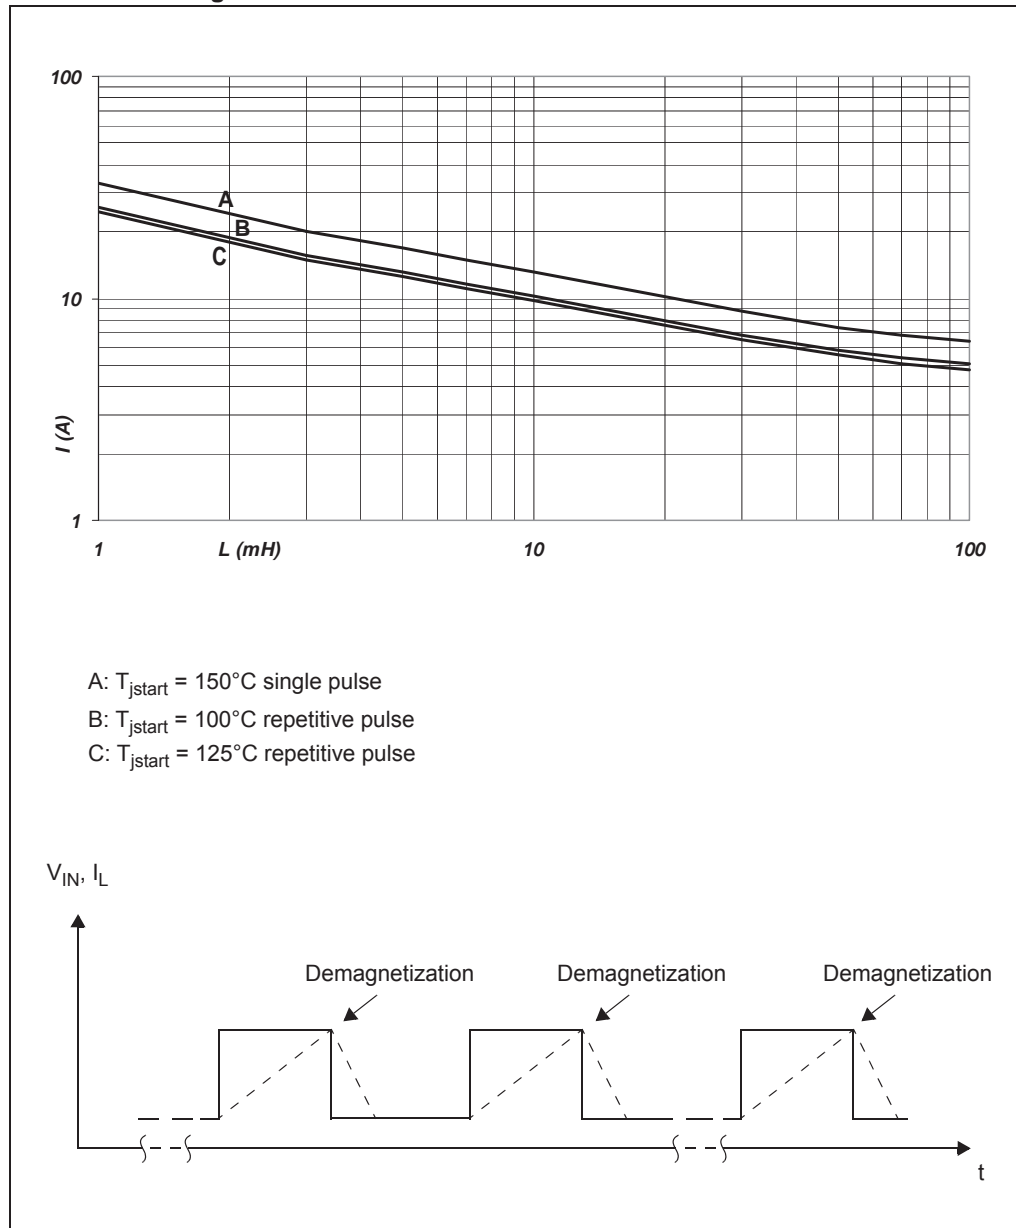 100
A
B
C
10
I (A)
1
1 L (mH) 10 100
A: Tjstart = 150°C single pulse
B: Tjstart = 100°C repetitive pulse
C: Tjstart = 125°C repetitive pulse
VIN, IL
Demagnetization Demagnetization Demagnetization
t